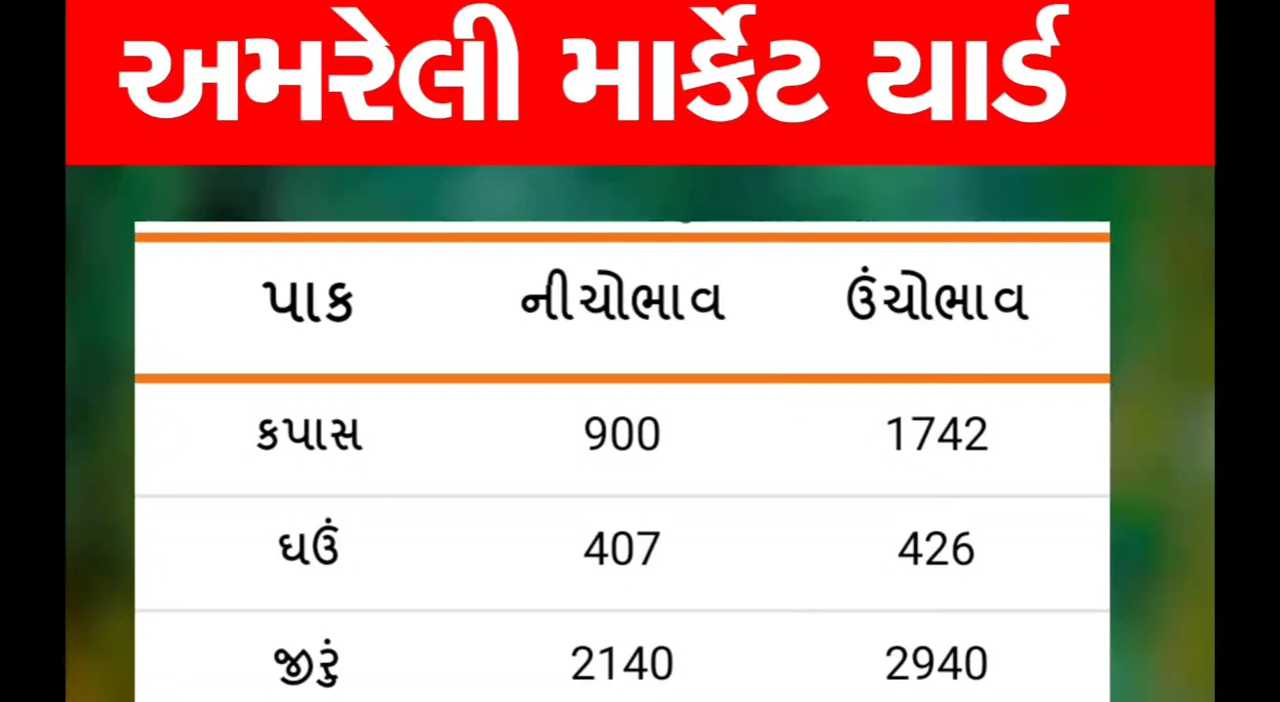 અમરેલી માર્કેટ યાર્ડ
પાક નીચોભાવ ઉંચોભાવ
કપાસ 900 1742
ઘઉં 407 426
જીરું 2140 2940